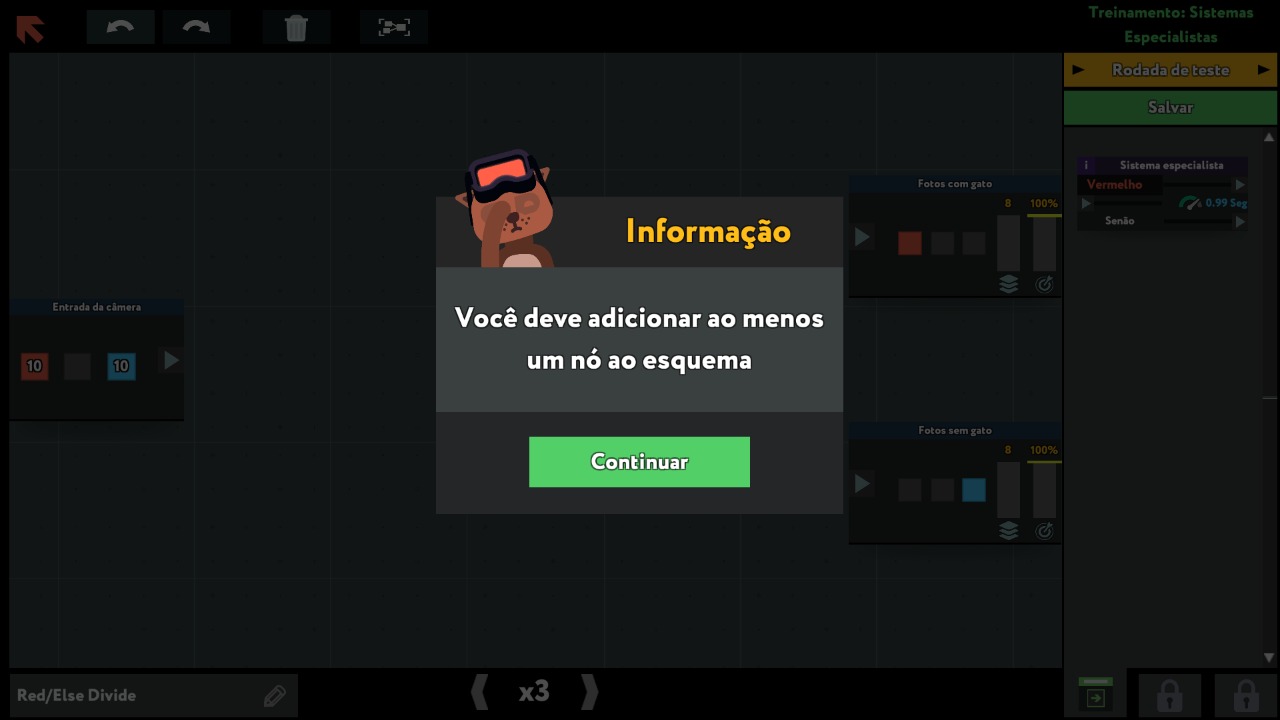 Treinamento: Sistemas
Especialistas
Rodada de teste
Salvar
Sistema especialista
Vermelho
0.99 Seg
Senão
Fotos com gato
8 100%
Informação
Você deve adicionar ao menos
um nó ao esquema
Continuar
Entrada da câmera
10 10
Fotos sem gato
8 100%
Red/Else Divide
x3